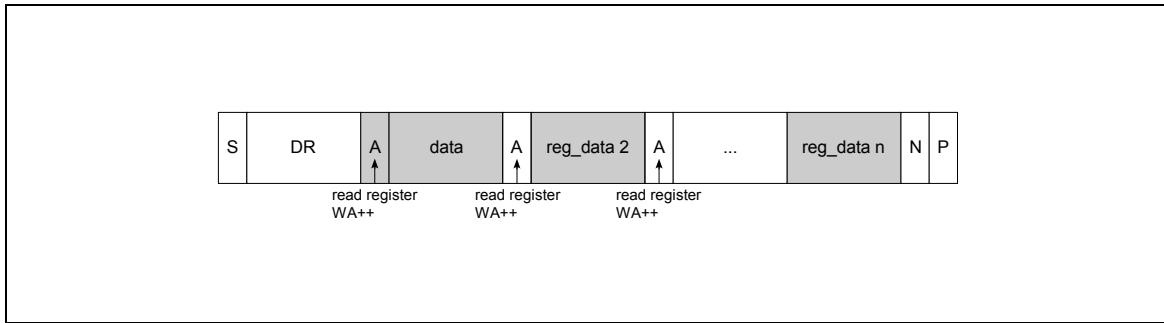 S DR A data A reg_data 2 A ... reg_data n N P
read register read register read register
WA++ WA++ WA++